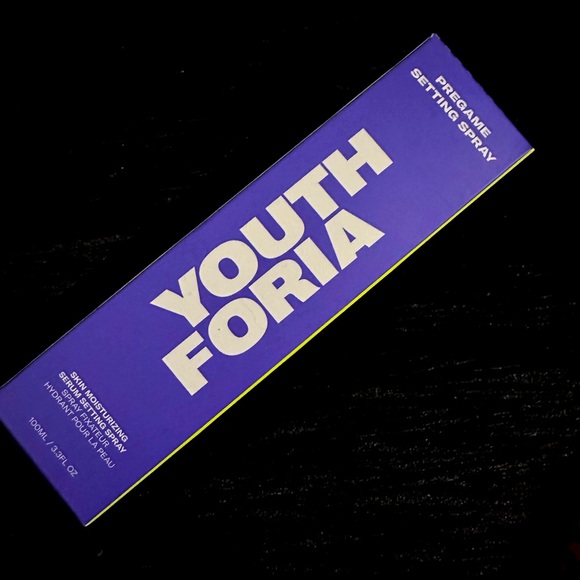 PREGAME
SETTING SPRAY
YOUTH
FORIA
SKIN MOISTURIZING
SERUM SETTING SPRAY
SPRAY FIXATEUR
HYDRANT POUR LA PEAU
100ML / 3.3FL OZ